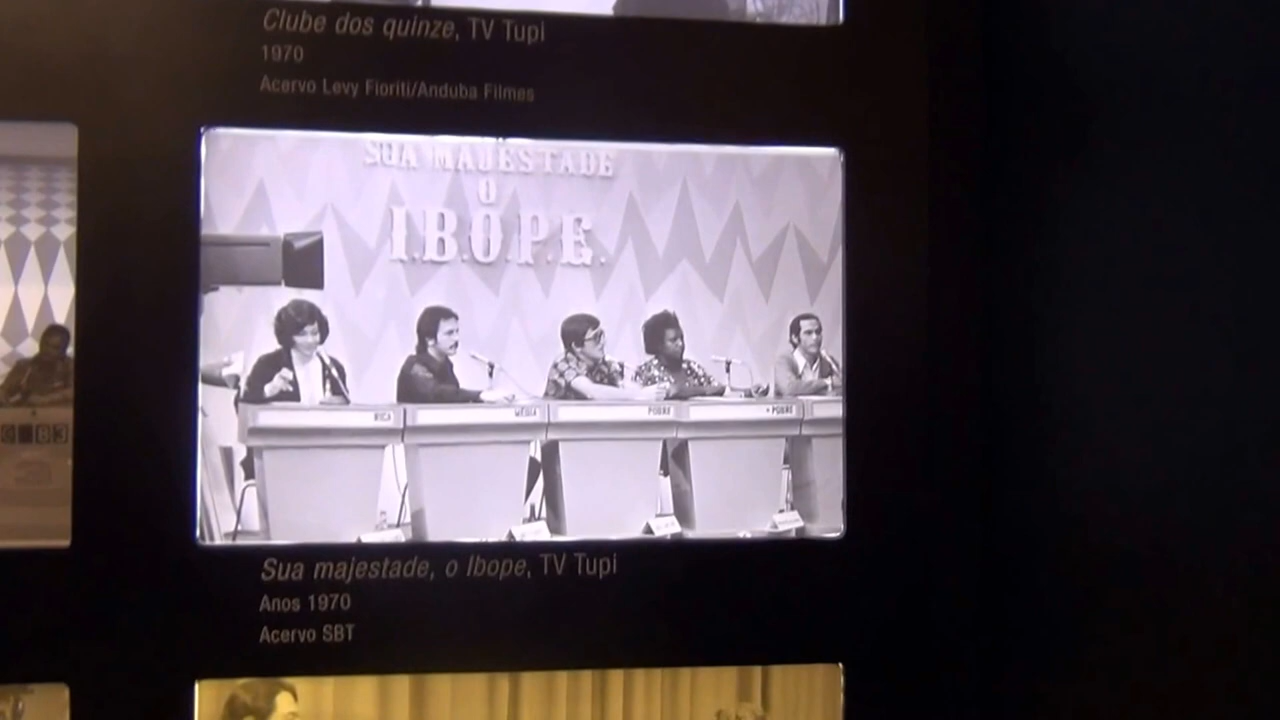 Clube dos quinze, TV Tupi
1970
Acervo Levy Fioriti/Anduba Filmes
SUA MAJESTADE
O
I.B.O.P.E.
RICA
MÉDIA
POBRE
+ POBRE
Sua majestade, o Ibope, TV Tupi
Anos 1970
Acervo SBT